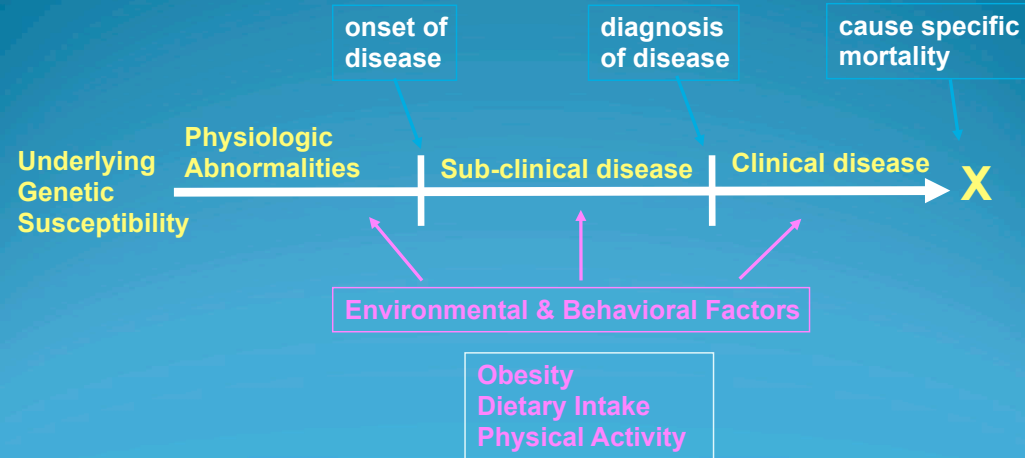 onset of
disease
diagnosis
of disease
cause specific
mortality
Underlying
Genetic
Susceptibility
Physiologic
Abnormalities
Sub-clinical disease
Clinical disease
X
Environmental & Behavioral Factors
Obesity
Dietary Intake
Physical Activity